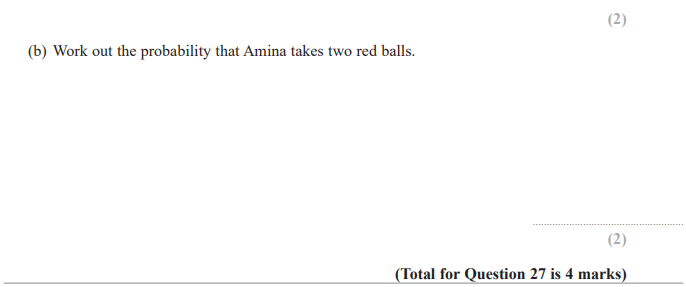 (2)
(b) Work out the probability that Amina takes two red balls.
(2)
(Total for Question 27 is 4 marks)